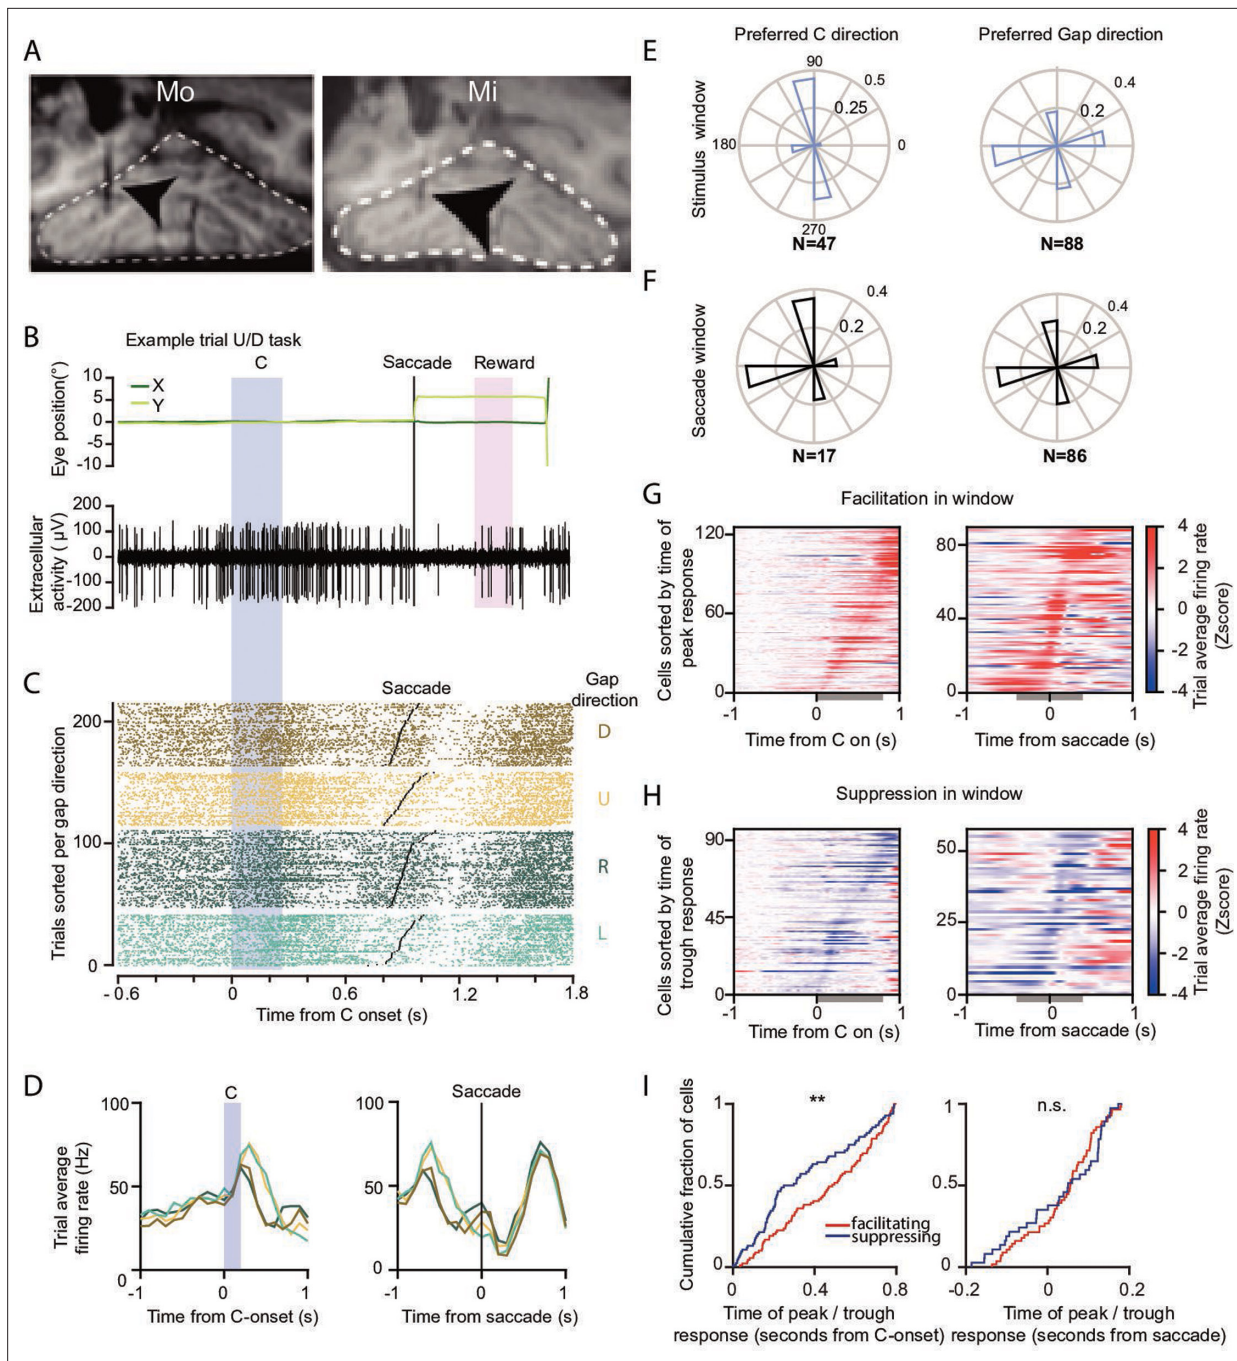 A
Mo
Mi
B
Example trial U/D task
C
Saccade
Reward
X
Y
Eye position(°)
10
5
0
-5
-10
Extracellular
activity ( µV)
200
100
0
-100
-200
C
Saccade
Gap
direction
Trials sorted per gap direction
200
100
0
D
U
R
L
-0.6
0
0.6
1.2
1.8
Time from C onset (s)
D
C
Saccade
Trial average
firing rate (Hz)
100
50
0
-1
0
1
Time from C-onset (s)
100
50
0
-1
0
1
Time from saccade (s)
E
Preferred C direction
Preferred Gap direction
Stimulus window
90
0.5
0.25
180
0
270
N=47
0.4
0.2
N=88
F
Saccade window
0.4
0.2
N=17
0.4
0.2
N=86
G
Facilitation in window
Cells sorted by time of
peak response
120
60
0
-1
0
1
Time from C on (s)
80
40
0
-1
0
1
Time from saccade (s)
4
2
0
-2
-4
Trial average firing rate
(Zscore)
H
Suppression in window
Cells sorted by time of
trough response
90
45
0
-1
0
1
Time from C on (s)
50
25
0
-1
0
1
Time from saccade (s)
4
2
0
-2
-4
Trial average firing rate
(Zscore)
I
Cumulative fraction of cells
1
0.5
0
**
facilitating
suppressing
0
0.4
0.8
Time of peak / trough
response (seconds from C-onset)
1
0.5
0
n.s.
-0.2
0
0.2
Time of peak / trough
response (seconds from saccade)